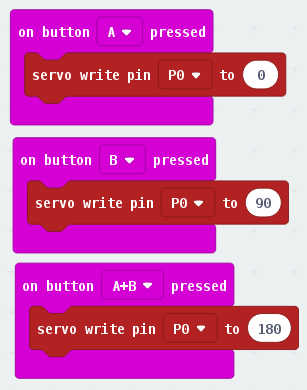 on button A pressed
servo write pin P0 to 0
on button B pressed
servo write pin P0 to 90
on button A+B pressed
servo write pin P0 to 180